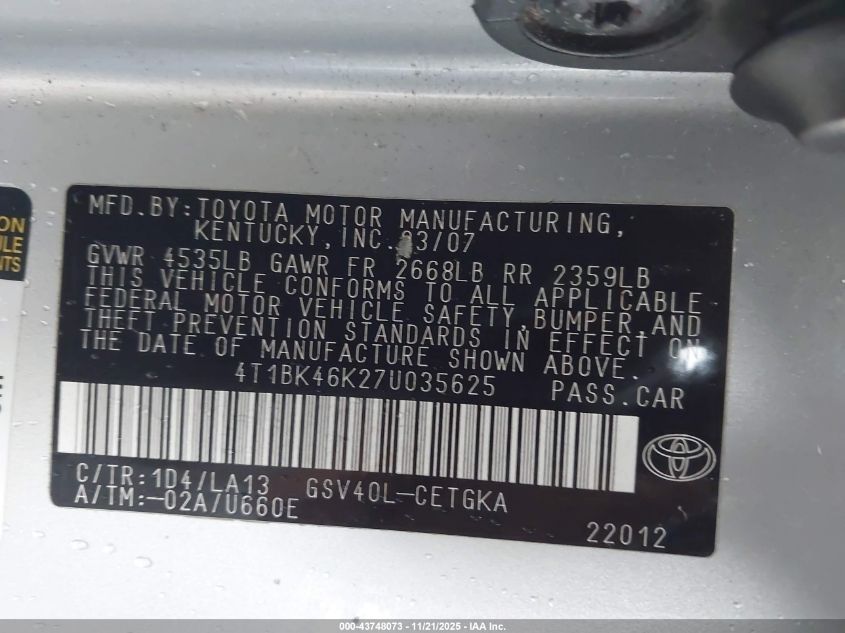 MFD.BY:TOYOTA MOTOR MANUFACTURING,
KENTUCKY,INC. 03/07
GVWR 4535LB GAWR FR 2668LB RR 2359LB
THIS VEHICLE CONFORMS TO ALL APPLICABLE
FEDERAL MOTOR VEHICLE SAFETY,BUMPER,AND
THEFT PREVENTION STANDARDS IN EFFECT ON
THE DATE OF MANUFACTURE SHOWN ABOVE.
4T1BK46K27U035625 PASS.CAR
C/TR:1D4/LA13 GSV40L-CETGKA
A/TM:-02A/U660E
22012
000-43748073 — 11/21/2025 — IAA Inc.